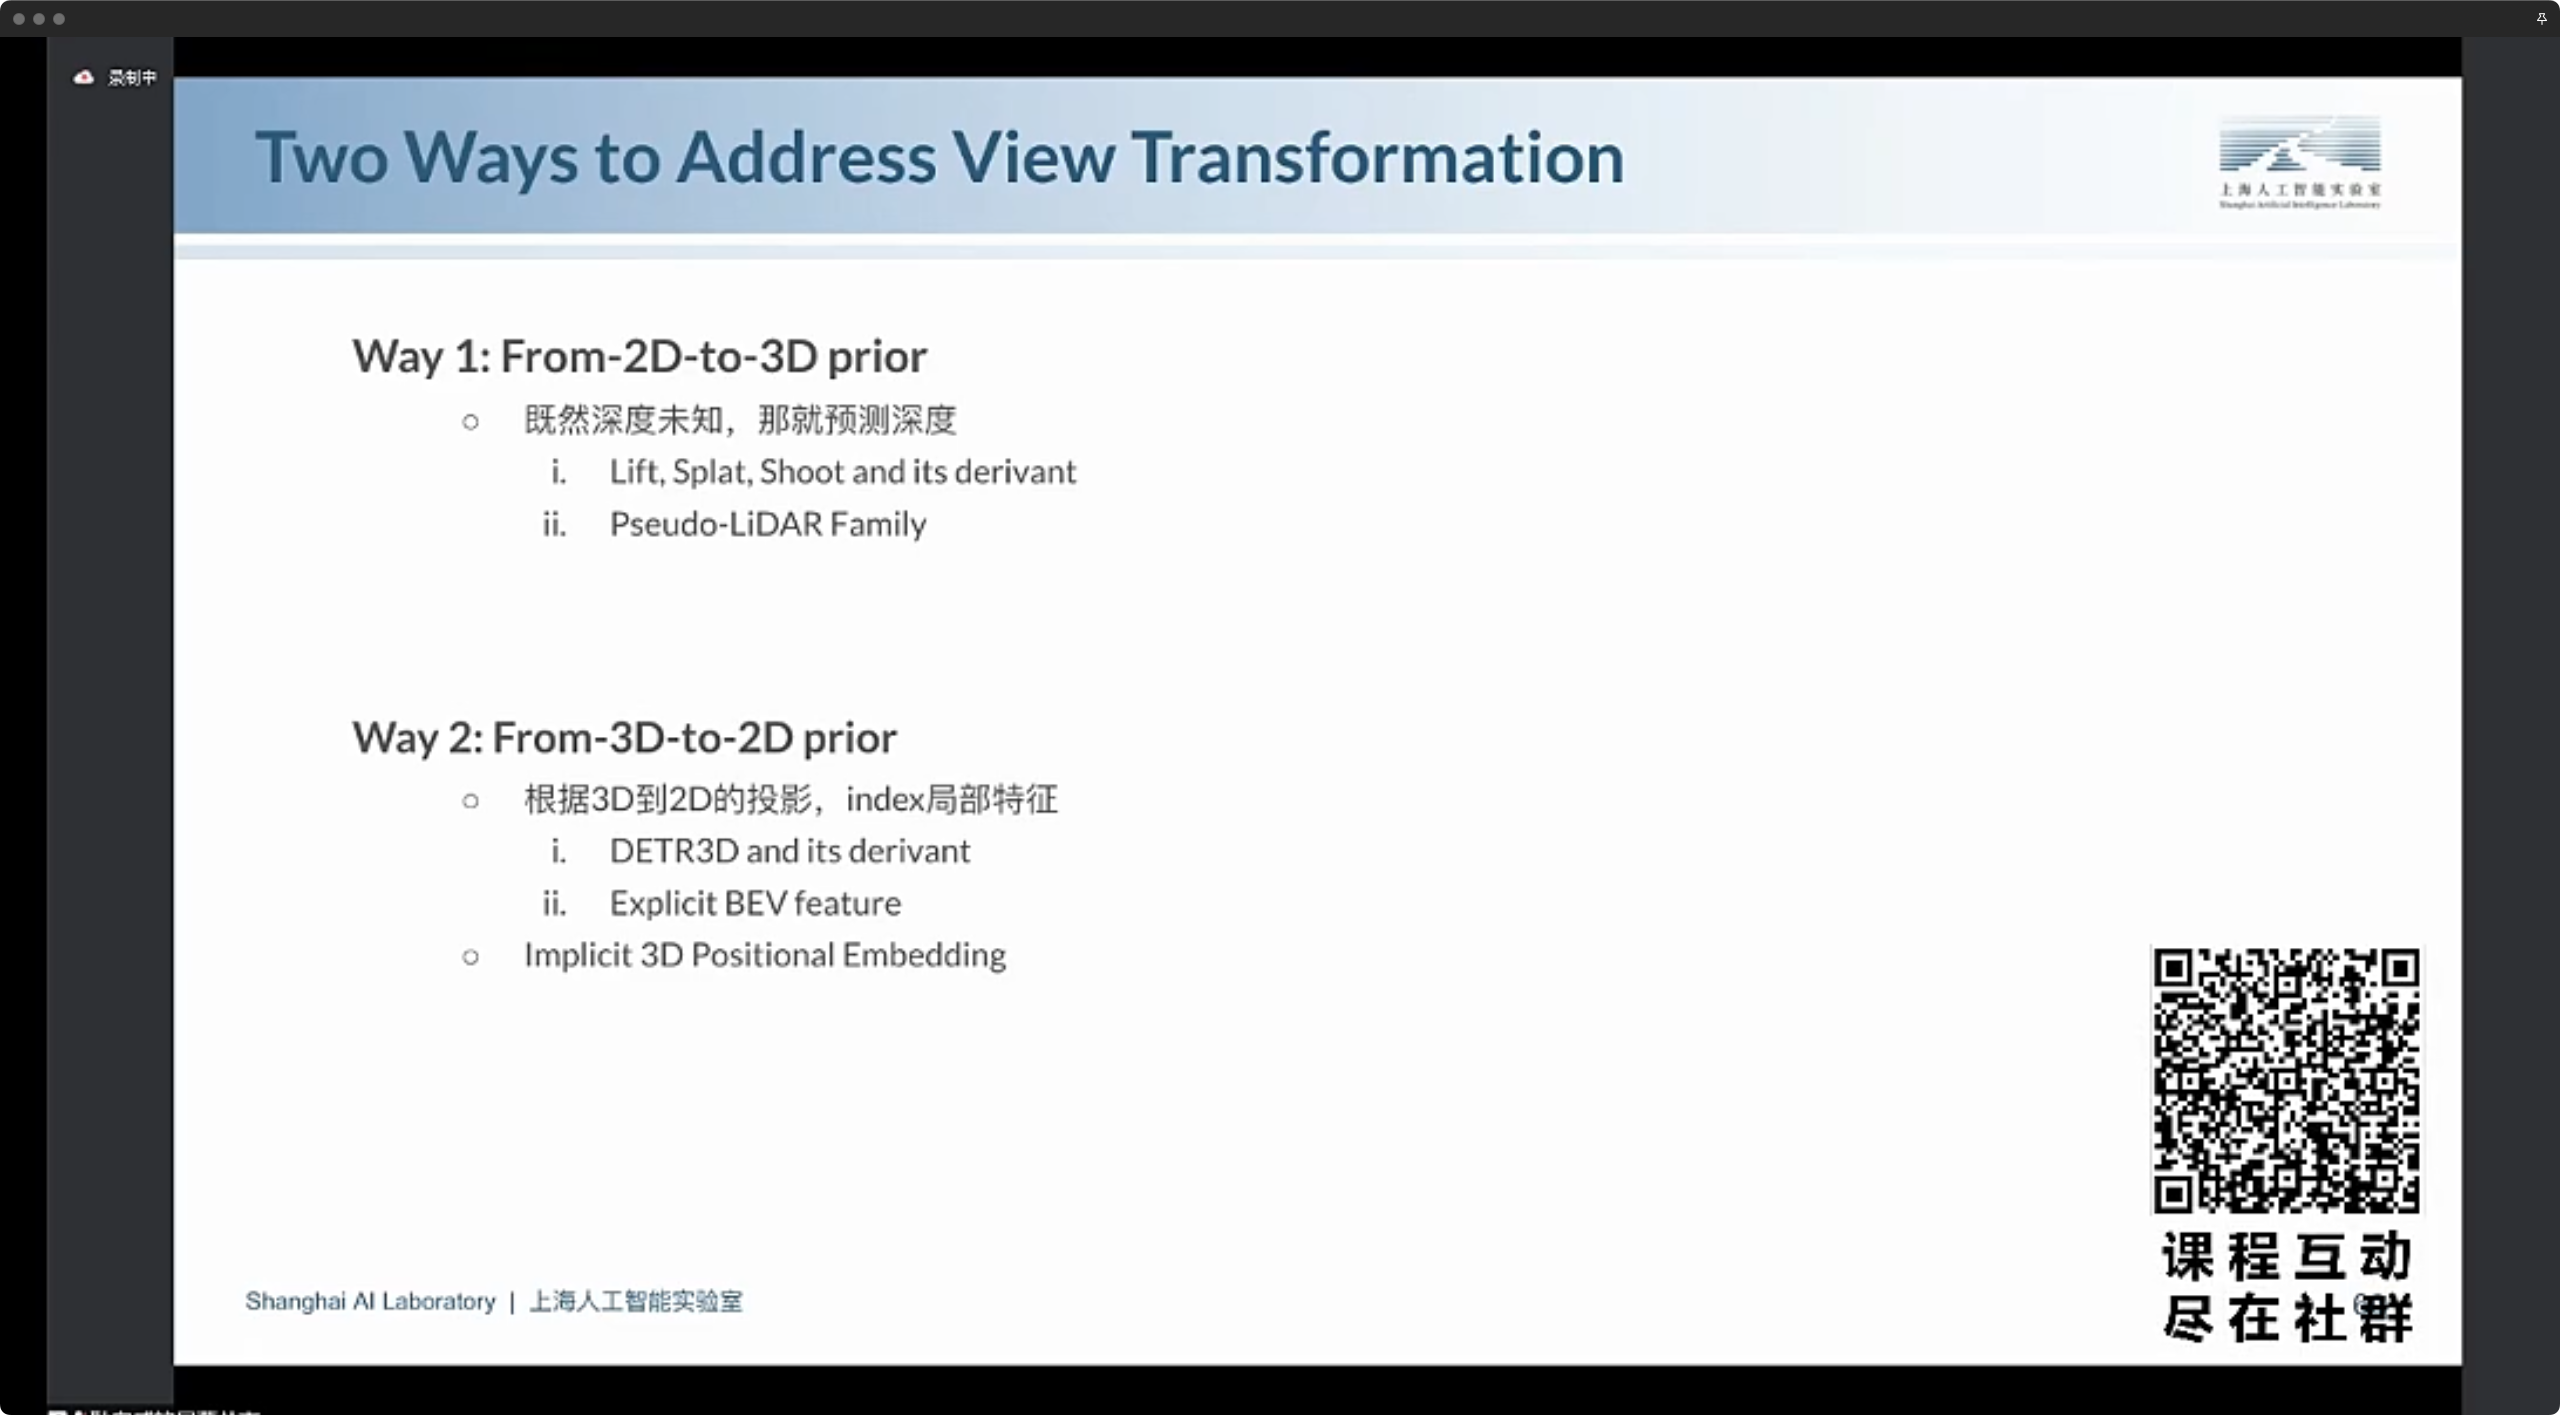 录制中
Two Ways to Address View Transformation
上海人工智能实验室
Shanghai Artificial Intelligence Laboratory
Way 1: From-2D-to-3D prior
○ 既然深度未知，那就预测深度
i. Lift, Splat, Shoot and its derivant
ii. Pseudo-LiDAR Family
Way 2: From-3D-to-2D prior
○ 根据3D到2D的投影，index局部特征
i. DETR3D and its derivant
ii. Explicit BEV feature
○ Implicit 3D Positional Embedding
课程互动
尽在社群
Shanghai AI Laboratory | 上海人工智能实验室